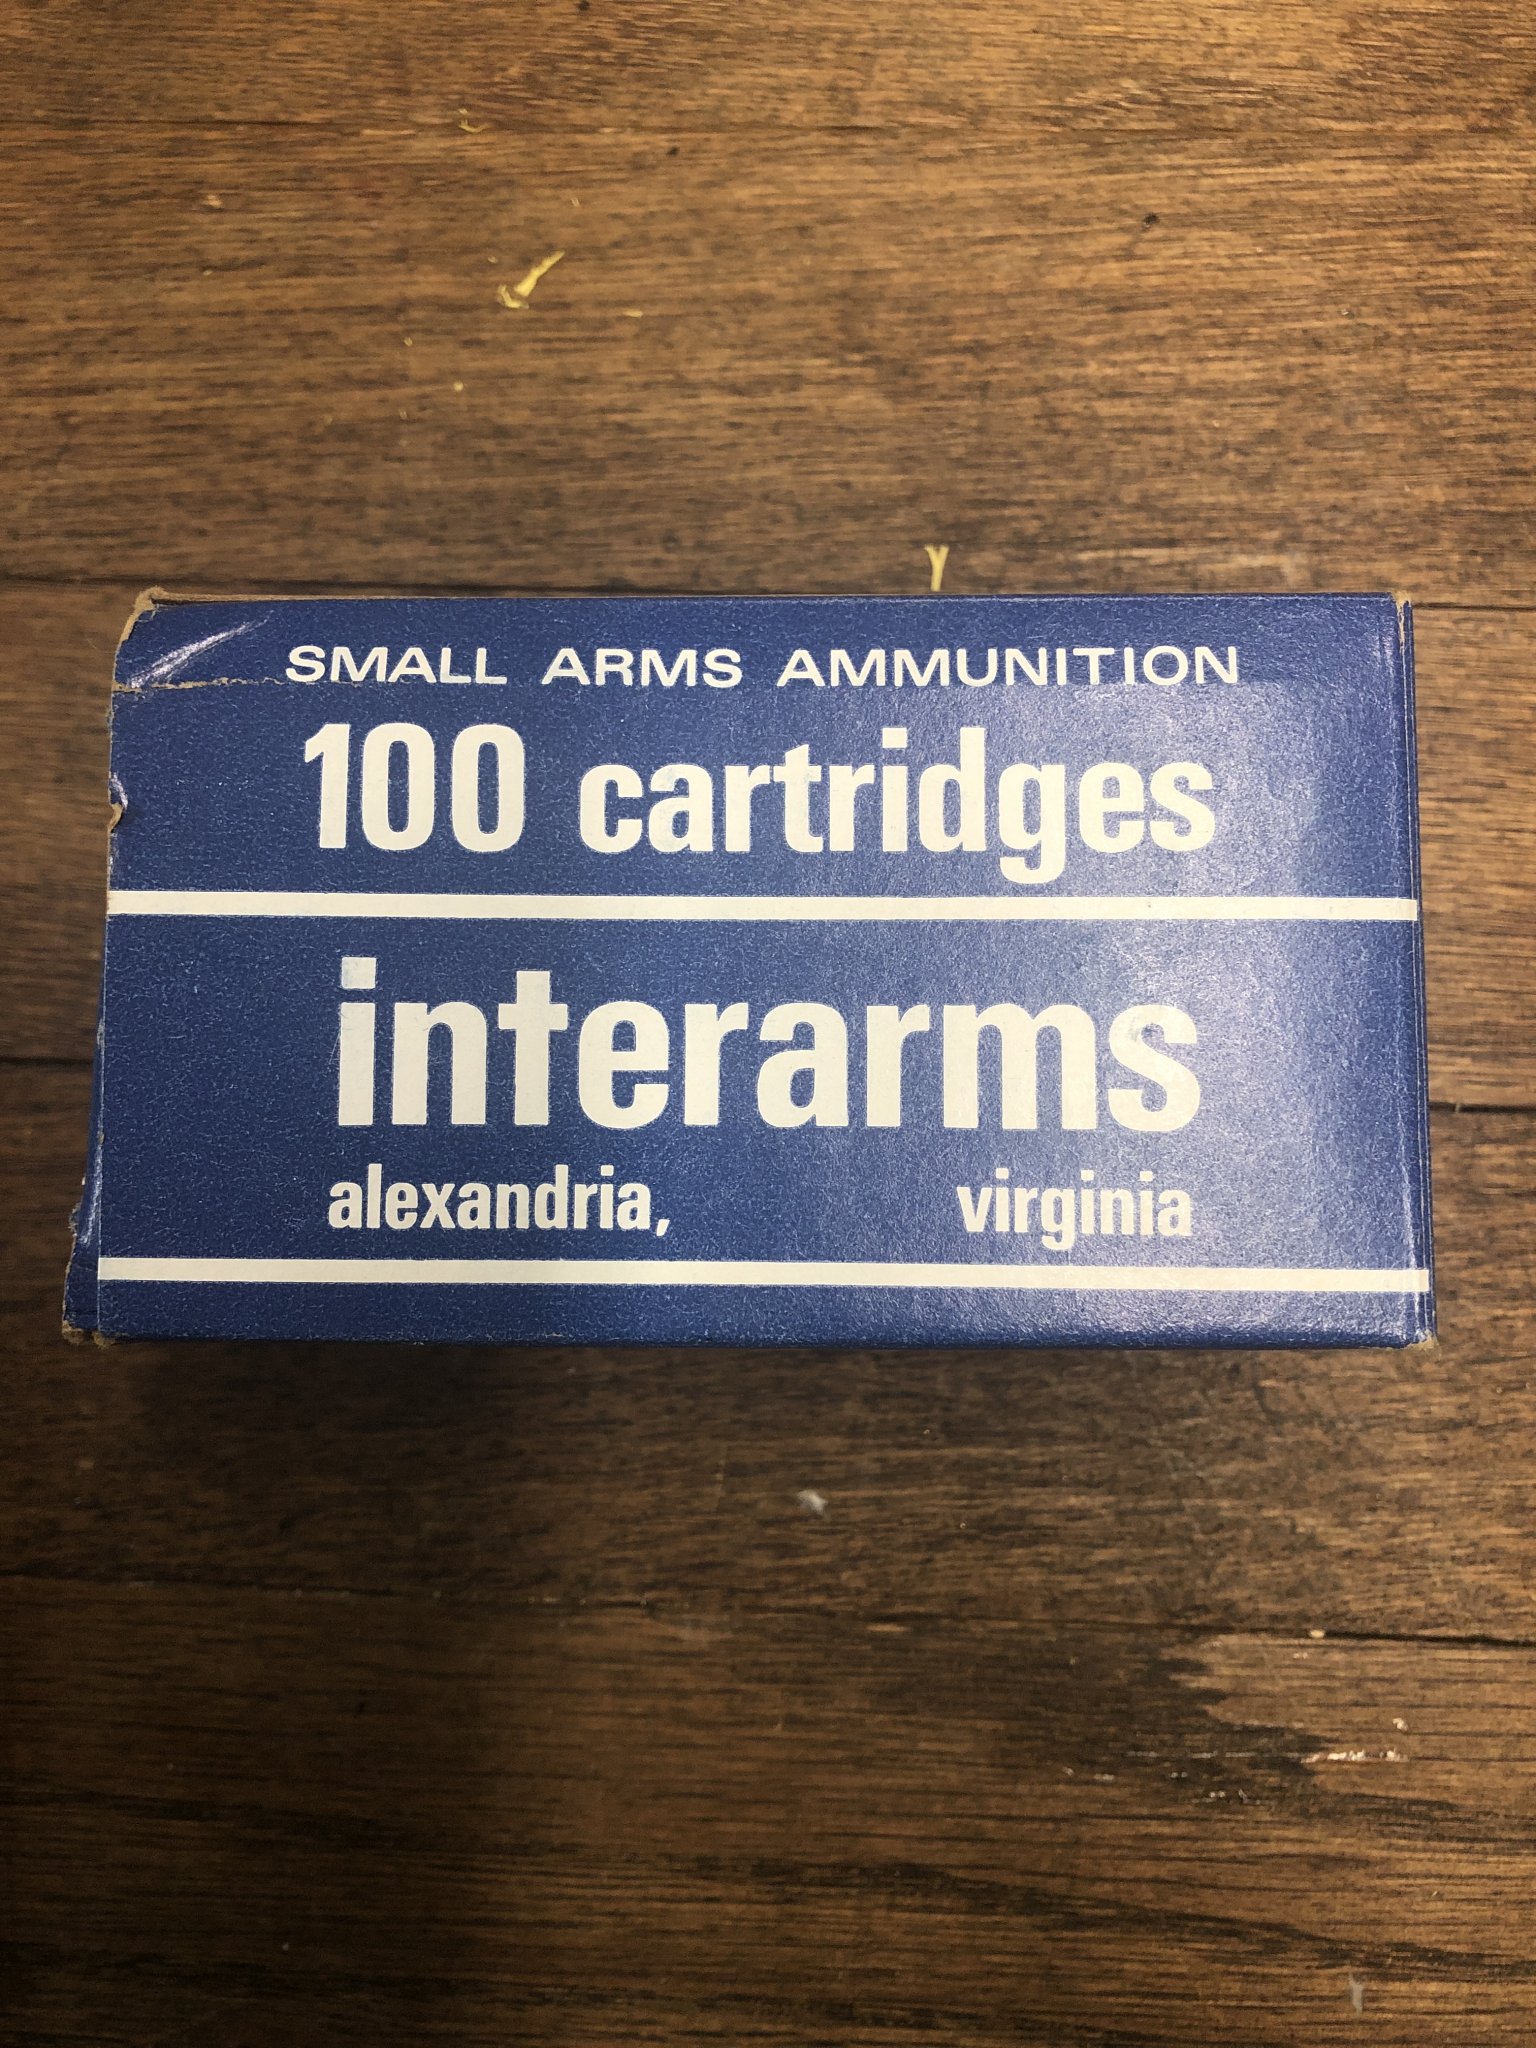 SMALL ARMS AMMUNITION
100 cartridges
interarms
alexandria, virginia